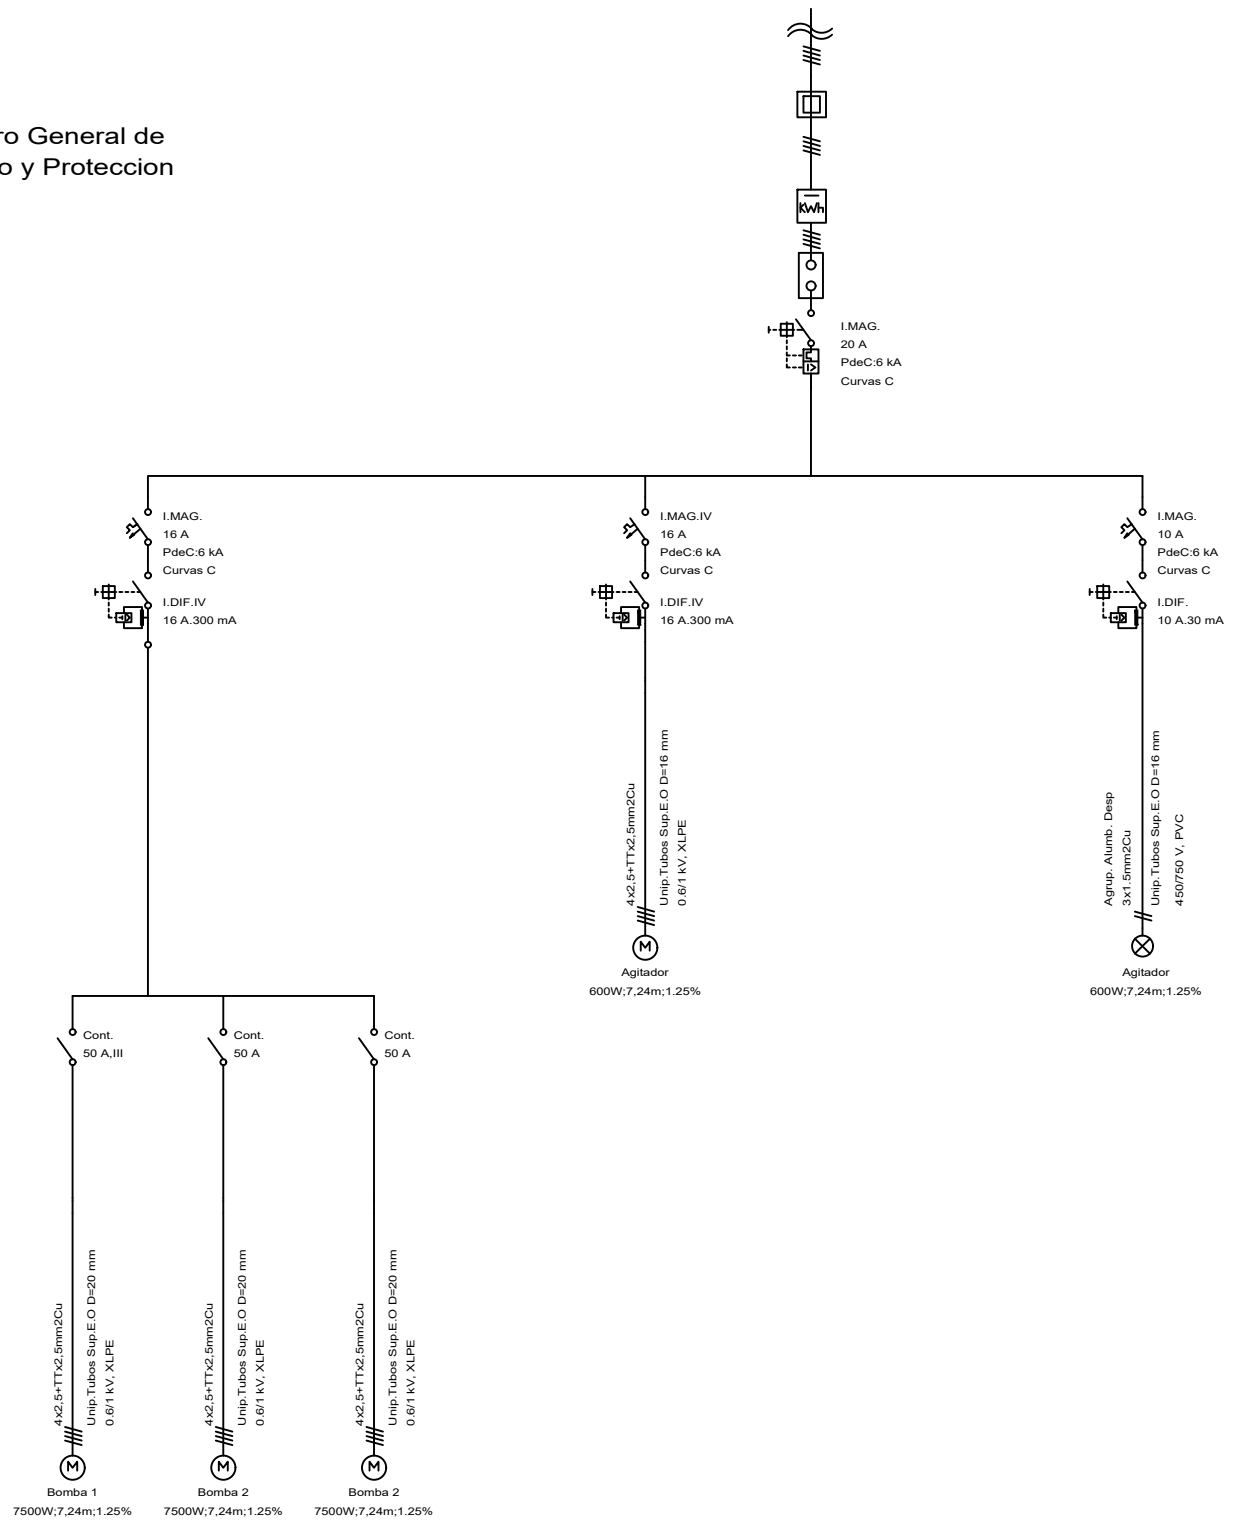 ro General de
o y Proteccion
KWh
I.MAG.
20 A
PdeC:6 kA
Curvas C
I.MAG.
16 A
PdeC:6 kA
Curvas C
I.DIF.IV
16 A.300 mA
I.MAG.IV
16 A
PdeC:6 kA
Curvas C
I.DIF.IV
16 A.300 mA
I.MAG.
10 A
PdeC:6 kA
Curvas C
I.DIF.
10 A.30 mA
4x2,5+TTx2,5mm2Cu
Unip.Tubos Sup.E.O D=16 mm
0.6/1 kV, XLPE
M
Agitador
600W;7,24m;1.25%
Agrup. Alumb. Desp
3x1.5mm2Cu
Unip.Tubos Sup.E.O D=16 mm
450/750 V, PVC
Agitador
600W;7,24m;1.25%
Cont.
50 A,III
Cont.
50 A
Cont.
50 A
4x2,5+TTx2,5mm2Cu
Unip.Tubos Sup.E.O D=20 mm
0.6/1 kV, XLPE
M
Bomba 1
7500W;7,24m;1.25%
4x2,5+TTx2,5mm2Cu
Unip.Tubos Sup.E.O D=20 mm
0.6/1 kV, XLPE
M
Bomba 2
7500W;7,24m;1.25%
4x2,5+TTx2,5mm2Cu
Unip.Tubos Sup.E.O D=20 mm
0.6/1 kV, XLPE
M
Bomba 2
7500W;7,24m;1.25%